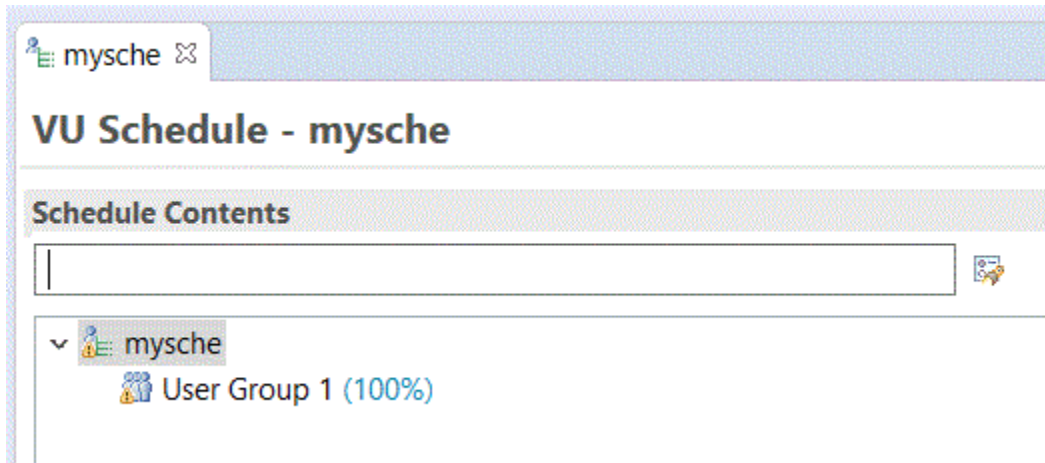 mysche
VU Schedule - mysche
Schedule Contents
mysche
User Group 1 (100%)